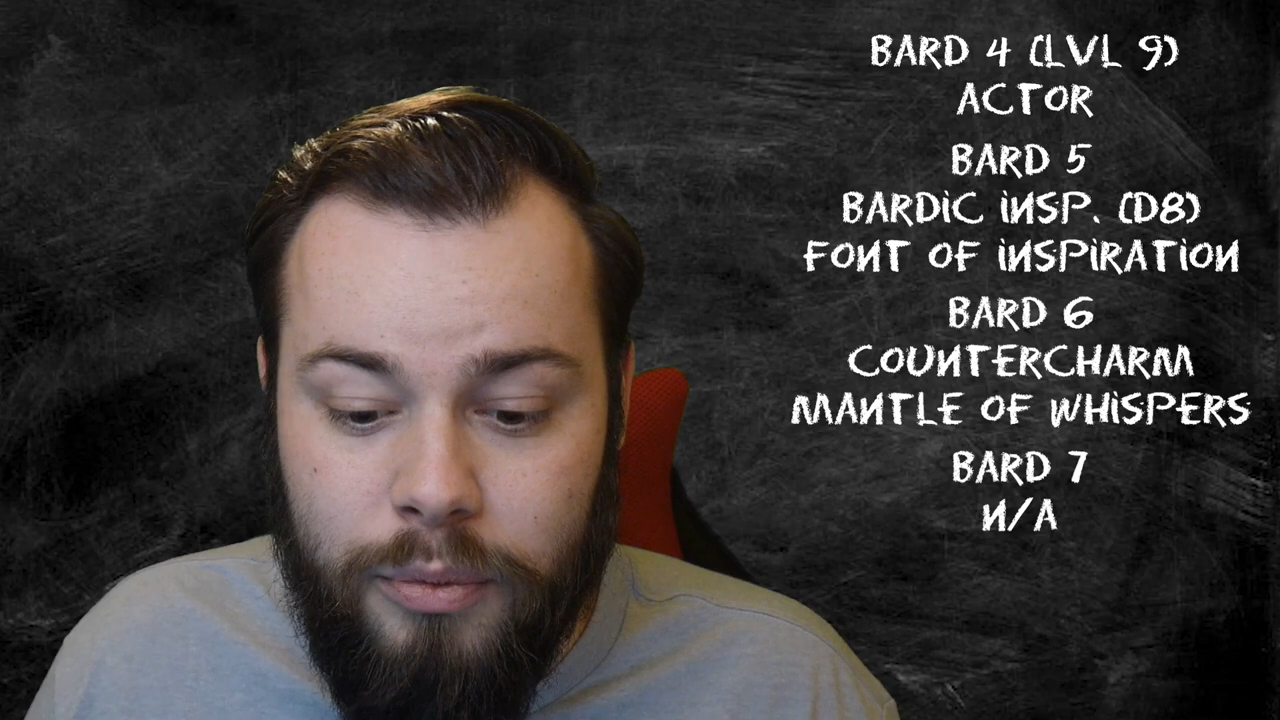 BARD 4 (LVL 9)
ACTOR
BARD 5
BARDIC INSP. (D8)
FONT OF INSPIRATION
BARD 6
COUNTERCHARM
MANTLE OF WHISPERS
BARD 7
N/A